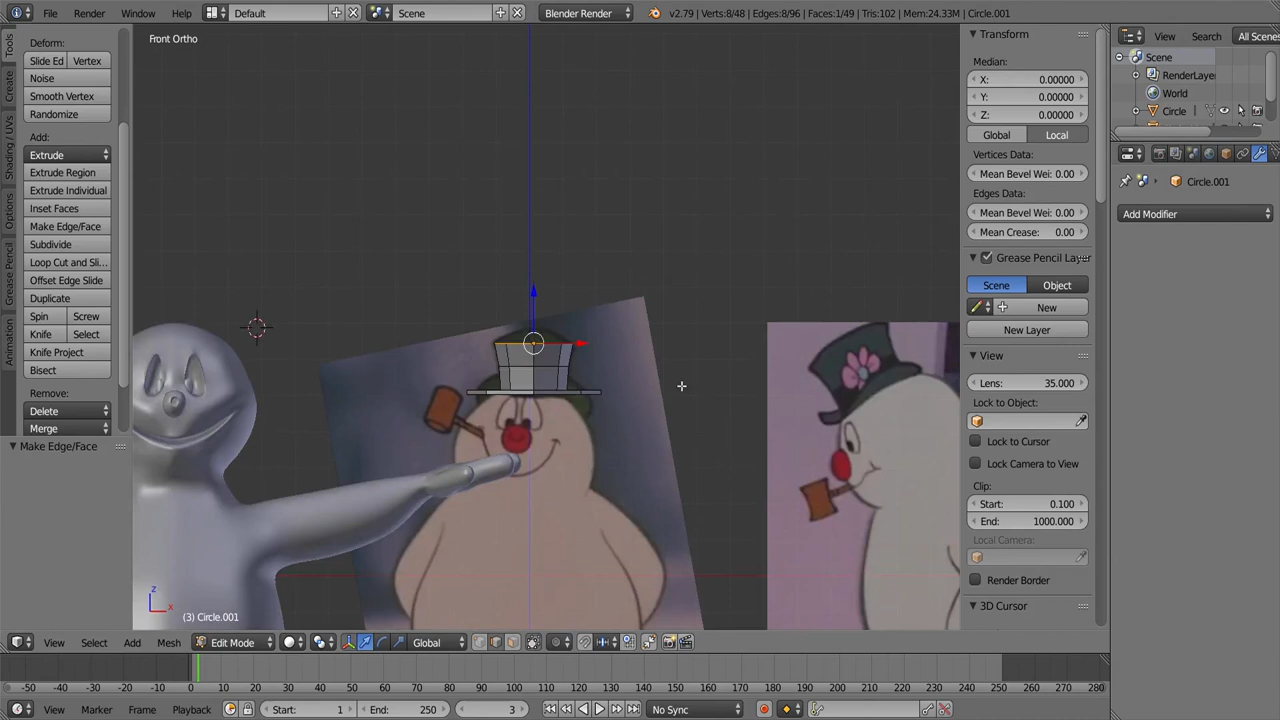 File Render Window Help Default Scene Blender Render v2.79 | Verts:8/48 | Edges:8/96 | Faces:1/49 | Tris:102 | Mem:24.33M | Circle.001
Front Ortho
Tools
Create
Shading / UVs
Options
Grease Pencil
Animation
Deform:
Slide Ed Vertex
Noise
Smooth Vertex
Randomize
Add:
Extrude
Extrude Region
Extrude Individual
Inset Faces
Make Edge/Face
Subdivide
Loop Cut and Sli...
Offset Edge Slide
Duplicate
Spin Screw
Knife Select
Knife Project
Bisect
Remove:
Delete
Merge
Make Edge/Face
z
x
(3) Circle.001
Transform
Median:
X: 0.00000
Y: 0.00000
Z: 0.00000
Global Local
Vertices Data:
Mean Bevel Wei: 0.00
Edges Data:
Mean Bevel Wei: 0.00
Mean Crease: 0.00
Grease Pencil Laye
Scene Object
New
New Layer
View
Lens: 35.000
Lock to Object:
Lock to Cursor
Lock Camera to View
Clip:
Start: 0.100
End: 1000.000
Local Camera:
Render Border
3D Cursor
View Search All Scenes
Scene
RenderLaye
World
Circle
Circle.001
Add Modifier
View Select Add Mesh Edit Mode Global
-50 -40 -30 -20 -10 0 10 20 30 40 50 60 70 80 90 100 110 120 130 140 150 160 170 180 190 200 210 220 230 240 250 260 270 280
View Marker Frame Playback Start: 1 End: 250 3 No Sync